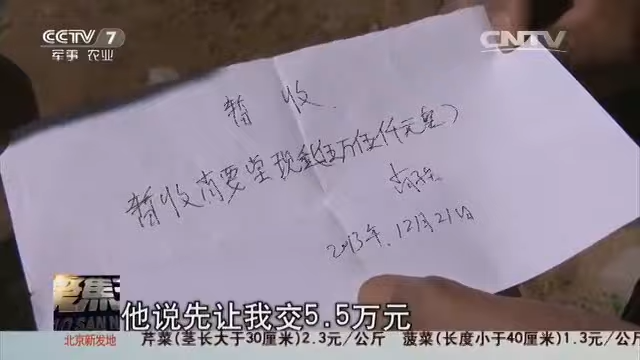 CCTV 7
军事 农业
CNTV
暂收
暂收肖要堂现金伍万伍仟元整)
2013年.12月21日
聚焦
他说先让我交5.5万元
北京新发地 芹菜(茎长大于30厘米)2.3元/公斤 菠菜(长度小于40厘米)1.3元/公斤